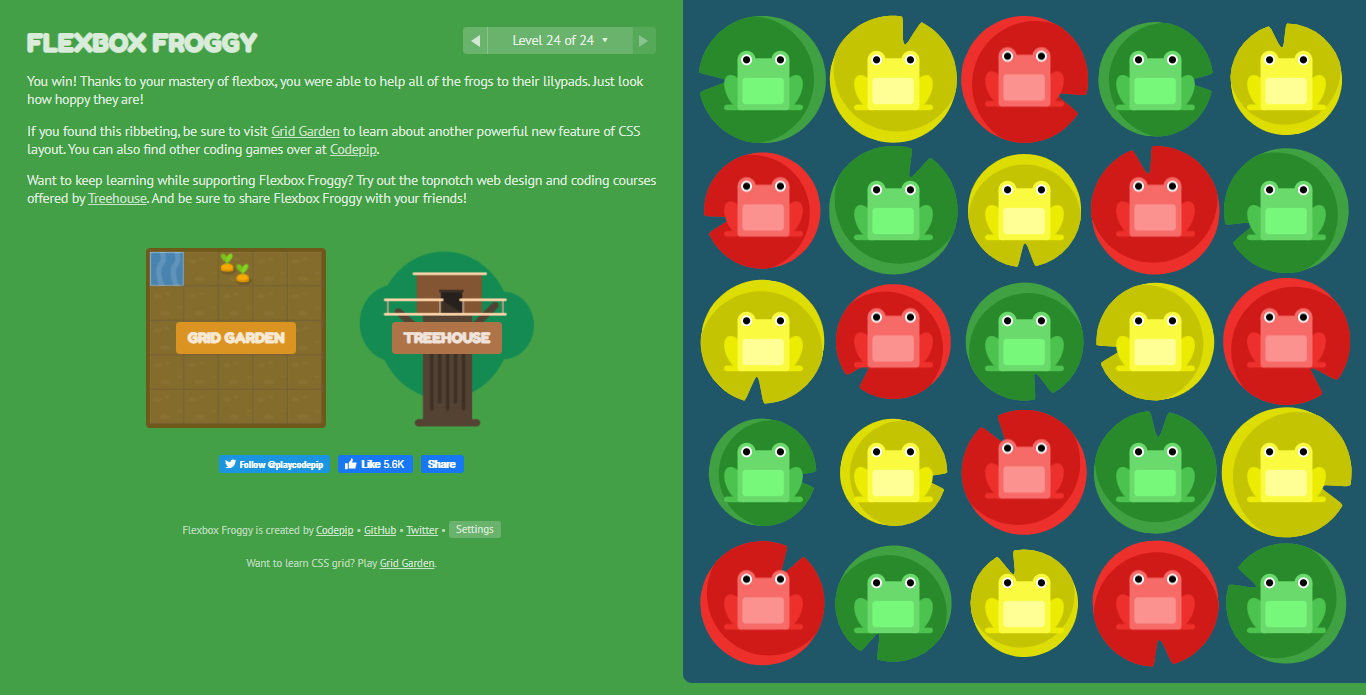 FLEXBOX FROGGY
Level 24 of 24
You win! Thanks to your mastery of flexbox, you were able to help all of the frogs to their lilypads. Just look
how hoppy they are!
If you found this ribbeting, be sure to visit Grid Garden to learn about another powerful new feature of CSS
layout. You can also find other coding games over at Codepip.
Want to keep learning while supporting Flexbox Froggy? Try out the topnotch web design and coding courses
offered by Treehouse. And be sure to share Flexbox Froggy with your friends!
GRID GARDEN
TREEHOUSE
Follow @playcodepip
Like 5.6K
Share
Flexbox Froggy is created by Codepip • GitHub • Twitter • Settings
Want to learn CSS grid? Play Grid Garden.